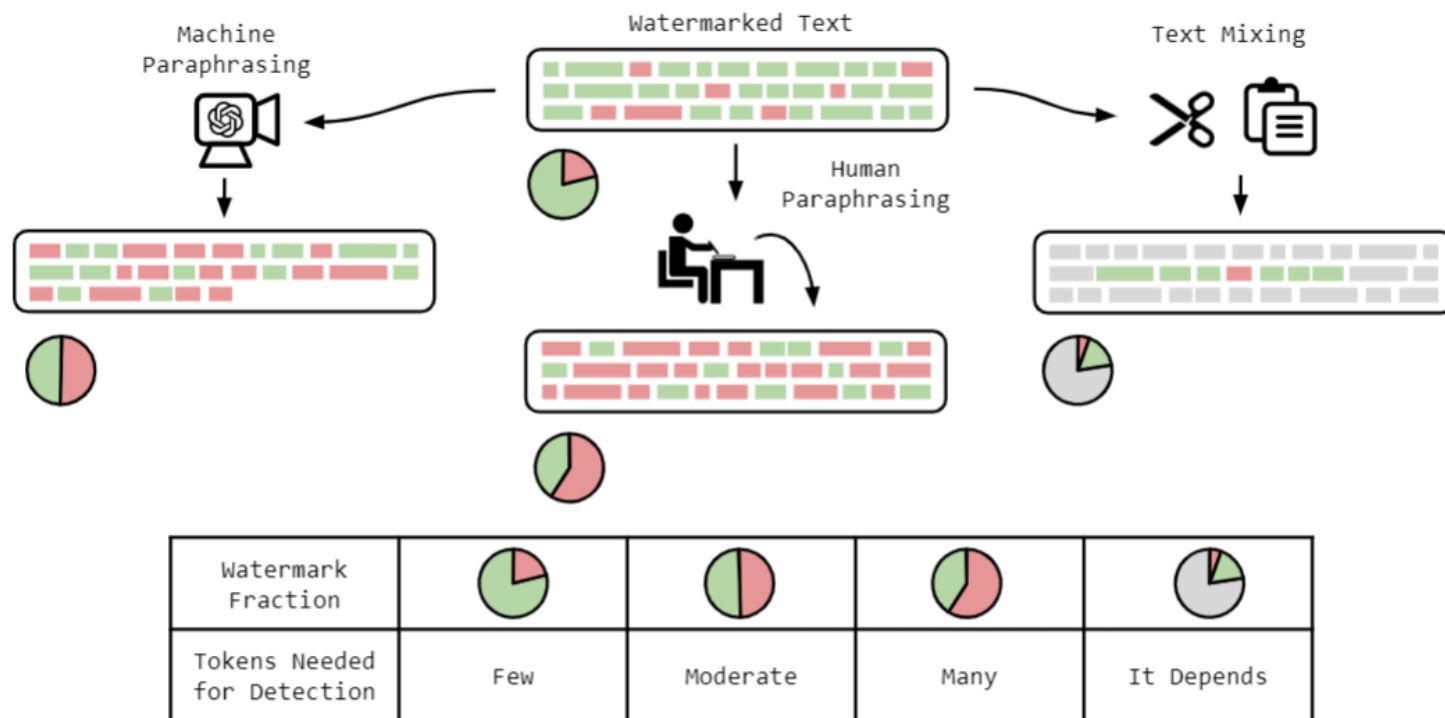 Watermarked Text
Machine
Paraphrasing
Text Mixing
Human
Paraphrasing
Watermark
Fraction
Tokens Needed
for Detection
Few
Moderate
Many
It Depends